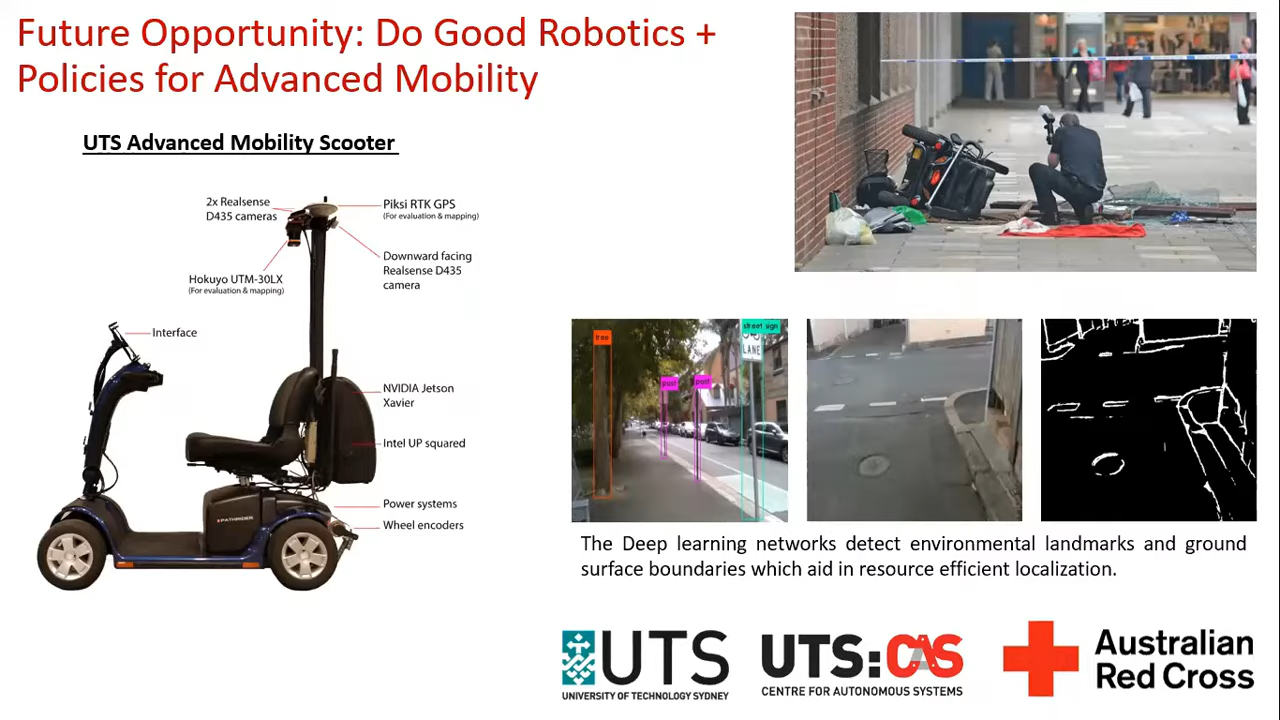 Future Opportunity: Do Good Robotics +
Policies for Advanced Mobility
UTS Advanced Mobility Scooter
2x Realsense
D435 cameras
Piksi RTK GPS
(For evaluation & mapping)
Hokuyo UTM-30LX
(For evaluation & mapping)
Downward facing
Realsense D435
camera
Interface
NVIDIA Jetson
Xavier
Intel UP squared
Power systems
Wheel encoders
PATHRIDER
tree
post
post
street sign
LANE
The Deep learning networks detect environmental landmarks and ground
surface boundaries which aid in resource efficient localization.
UTS
UNIVERSITY OF TECHNOLOGY SYDNEY
UTS:CAS
CENTRE FOR AUTONOMOUS SYSTEMS
Australian
Red Cross